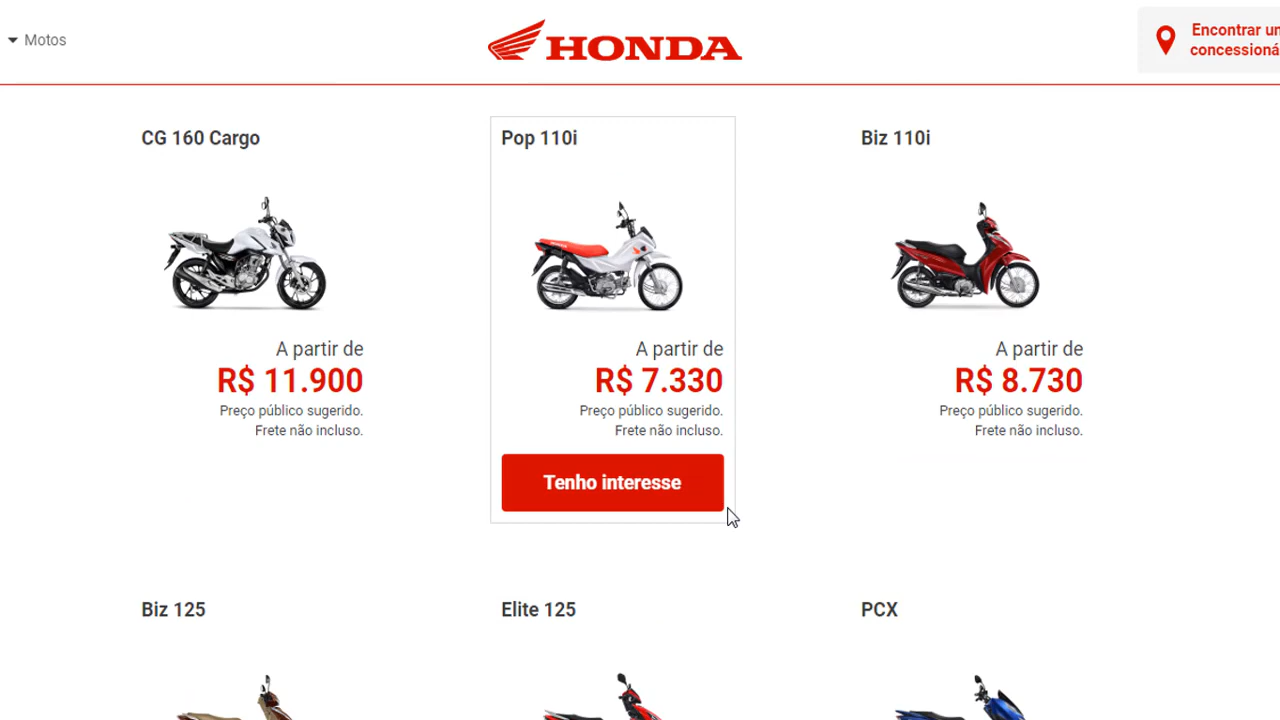 Motos
HONDA
Encontrar
concessioná
CG 160 Cargo
Pop 110i
Biz 110i
A partir de
R$ 11.900
Preço público sugerido.
Frete não incluso.
A partir de
R$ 7.330
Preço público sugerido.
Frete não incluso.
Tenho interesse
A partir de
R$ 8.730
Preço público sugerido.
Frete não incluso.
Biz 125
Elite 125
PCX